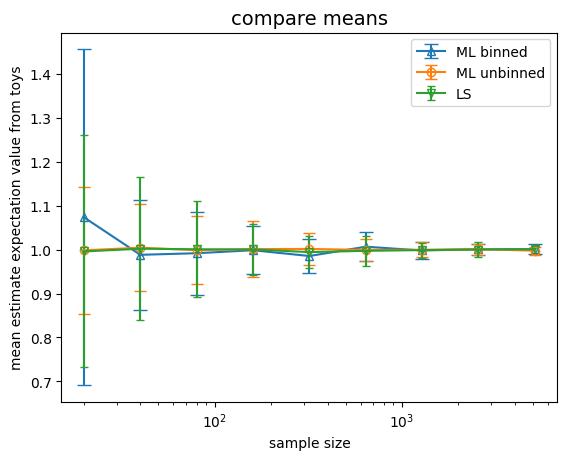 compare means
ML binned
ML unbinned
LS
mean estimate expectation value from toys
1.4
1.3
1.2
1.1
1.0
0.9
0.8
0.7
10² 10³
sample size